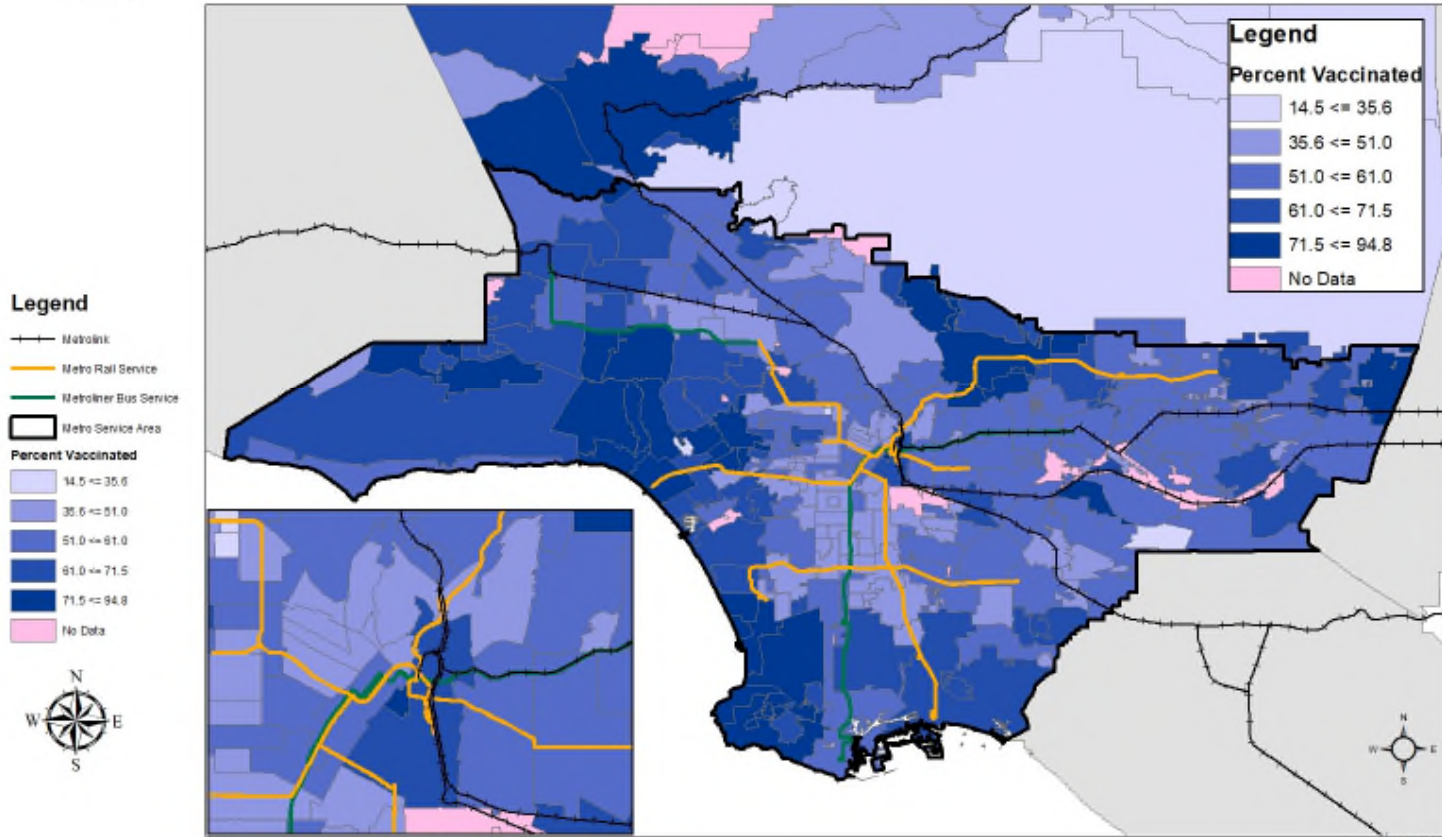 Legend
Metrolink
Metro Rail Service
Metroliner Bus Service
Metro Service Area
Percent Vaccinated
14.5 <= 35.6
35.6 <= 51.0
51.0 <= 61.0
61.0 <= 71.5
71.5 <= 94.8
No Data
N
W E
S
Legend
Percent Vaccinated
14.5 <= 35.6
35.6 <= 51.0
51.0 <= 61.0
61.0 <= 71.5
71.5 <= 94.8
No Data
N
W E
S